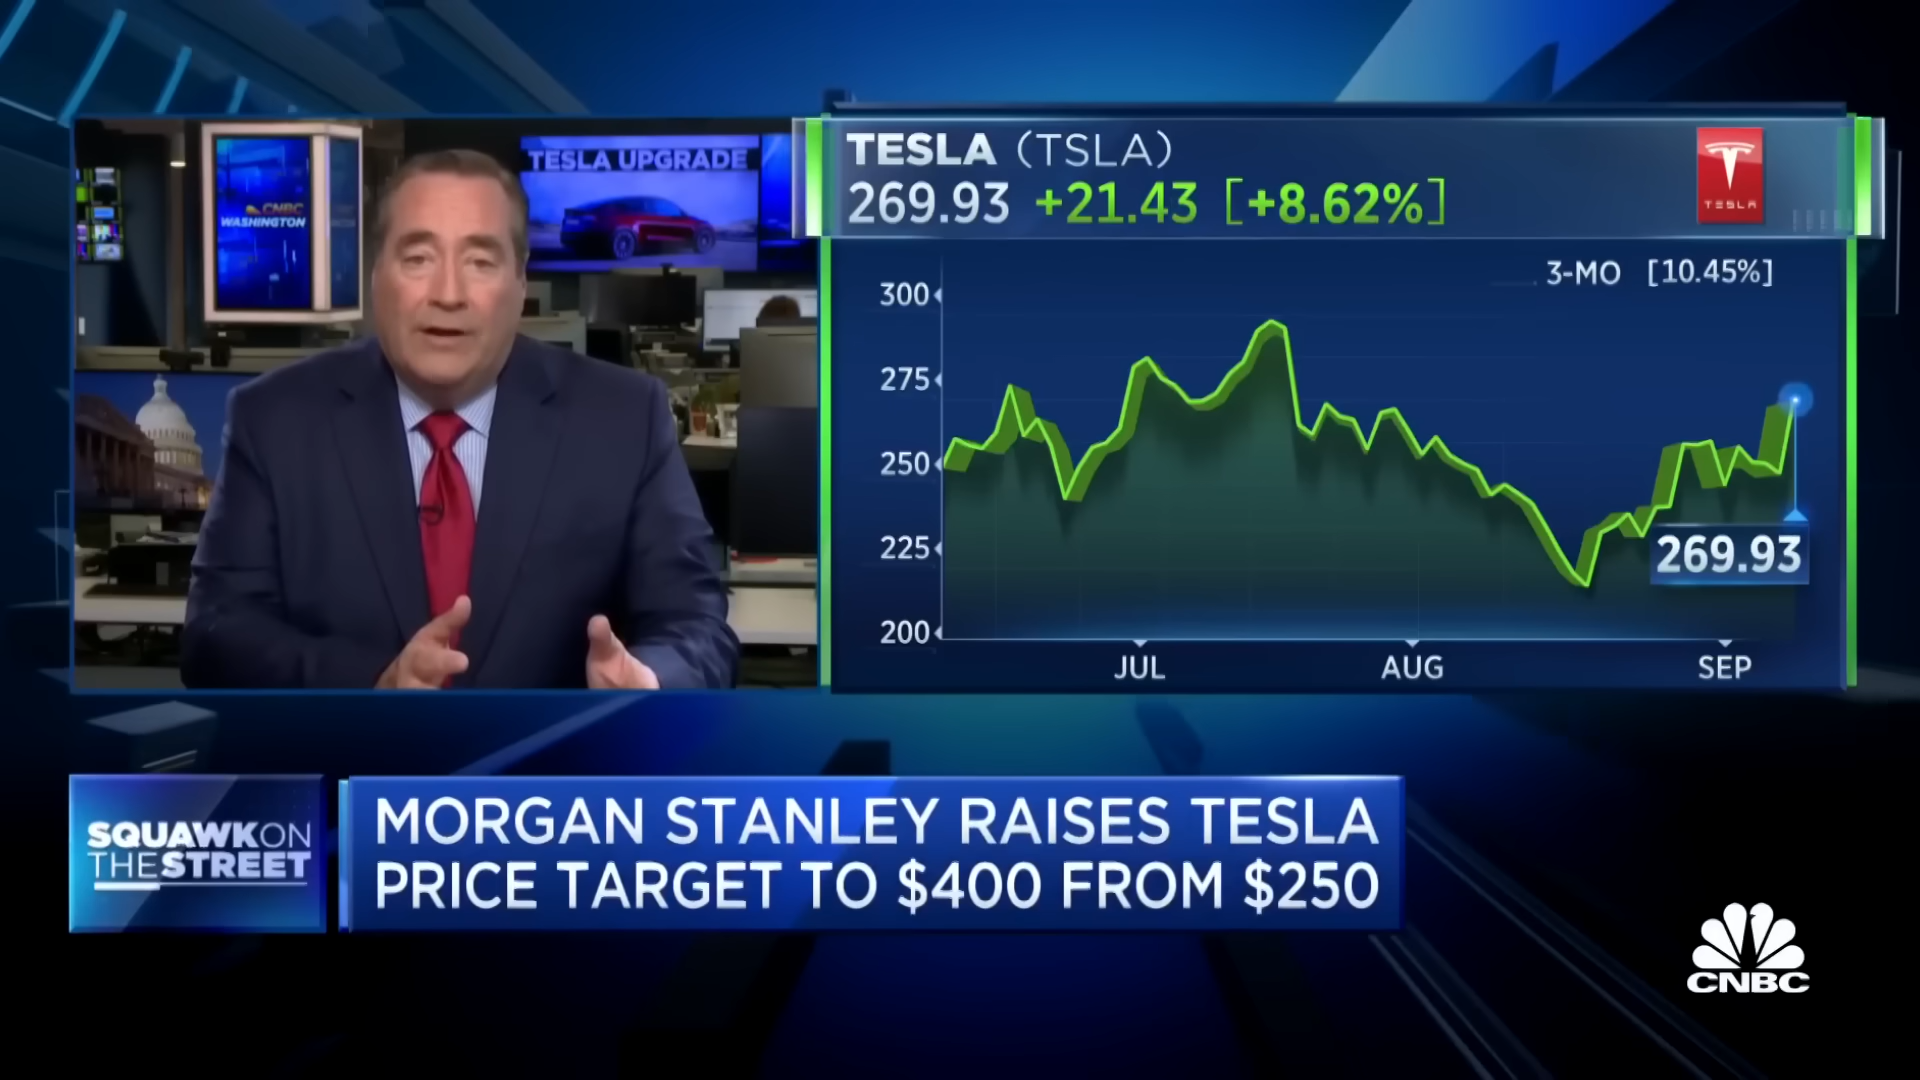 TESLA UPGRADE
CNBC
WASHINGTON
TESLA (TSLA)
269.93 +21.43 [+8.62%]
TESLA
3-MO [10.45%]
300
275
250
225
200
269.93
JUL AUG SEP
SQUAWK ON
THE STREET
MORGAN STANLEY RAISES TESLA
PRICE TARGET TO $400 FROM $250
CNBC